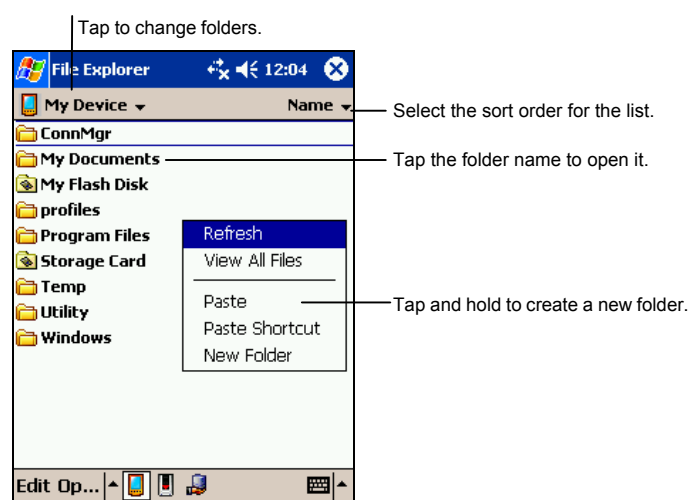 Tap to change folders.
File Explorer 12:04
My Device Name
Select the sort order for the list.
ConnMgr
My Documents
Tap the folder name to open it.
My Flash Disk
profiles
Program Files
Storage Card
Temp
Utility
Windows
Refresh
View All Files
Paste
Tap and hold to create a new folder.
Paste Shortcut
New Folder
Edit Op...